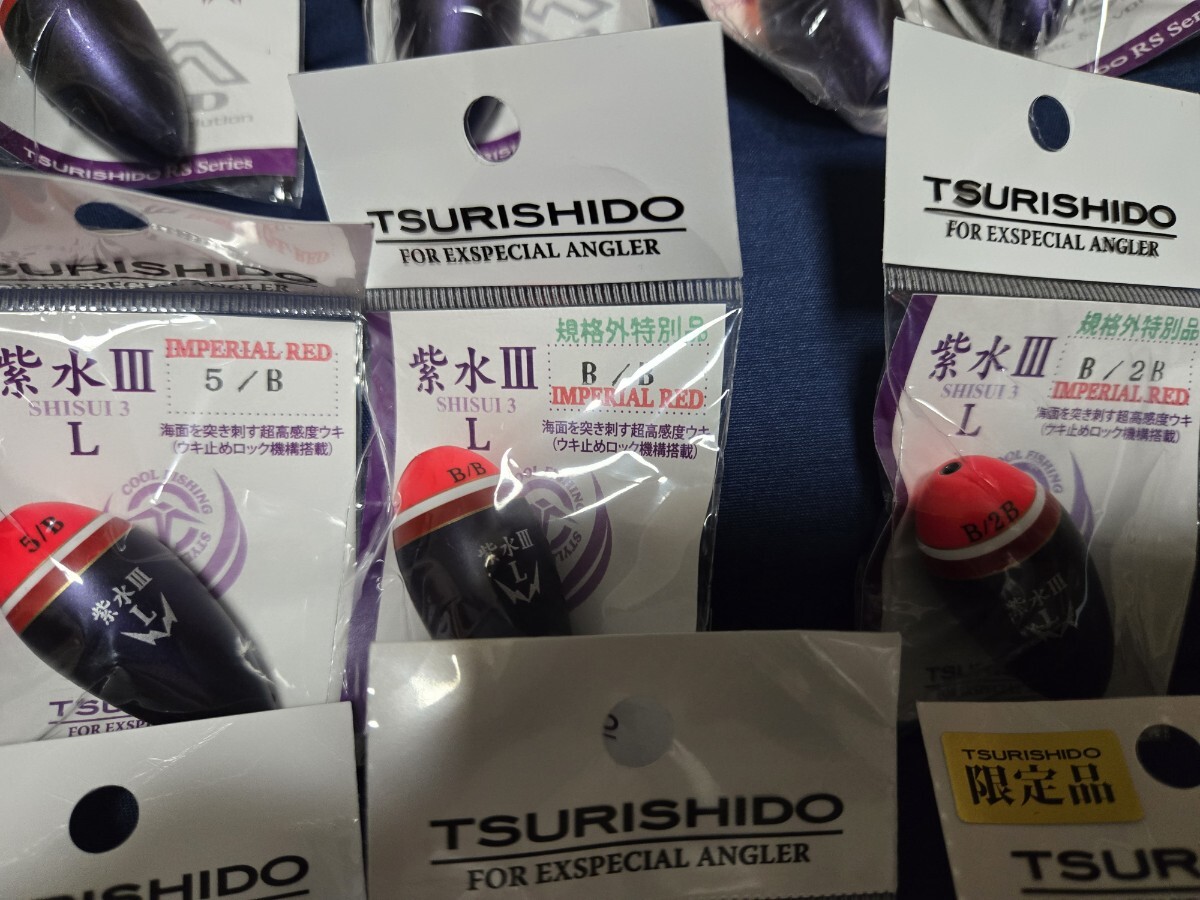 TSURISHIDO RS Series
RS Series
TSURISHIDO
FOR EXSPECIAL ANGLER
TSURISHIDO
FOR EXSPECIAL ANGLER
紫水III
SHISUI 3
L
IMPERIAL RED
5/B
海面を突き刺す超高感度ウキ
(ウキ止めロック機構搭載)
COOL FISHING
STYLE
5/B
紫水III
L
紫水III
SHISUI 3
L
規格外特別品
B/B
IMPERIAL RED
海面を突き刺す超高感度ウキ
(ウキ止めロック機構搭載)
B/B
紫水III
L
紫水III
SHISUI 3
L
規格外特別品
B/2B
IMPERIAL RED
海面を突き刺す超高感度ウキ
(ウキ止めロック機構搭載)
COOL FISHING
B/2B
紫水III
L
TSURISHIDO
FOR EXSPECIAL ANGLER
TSURISHIDO
限定品